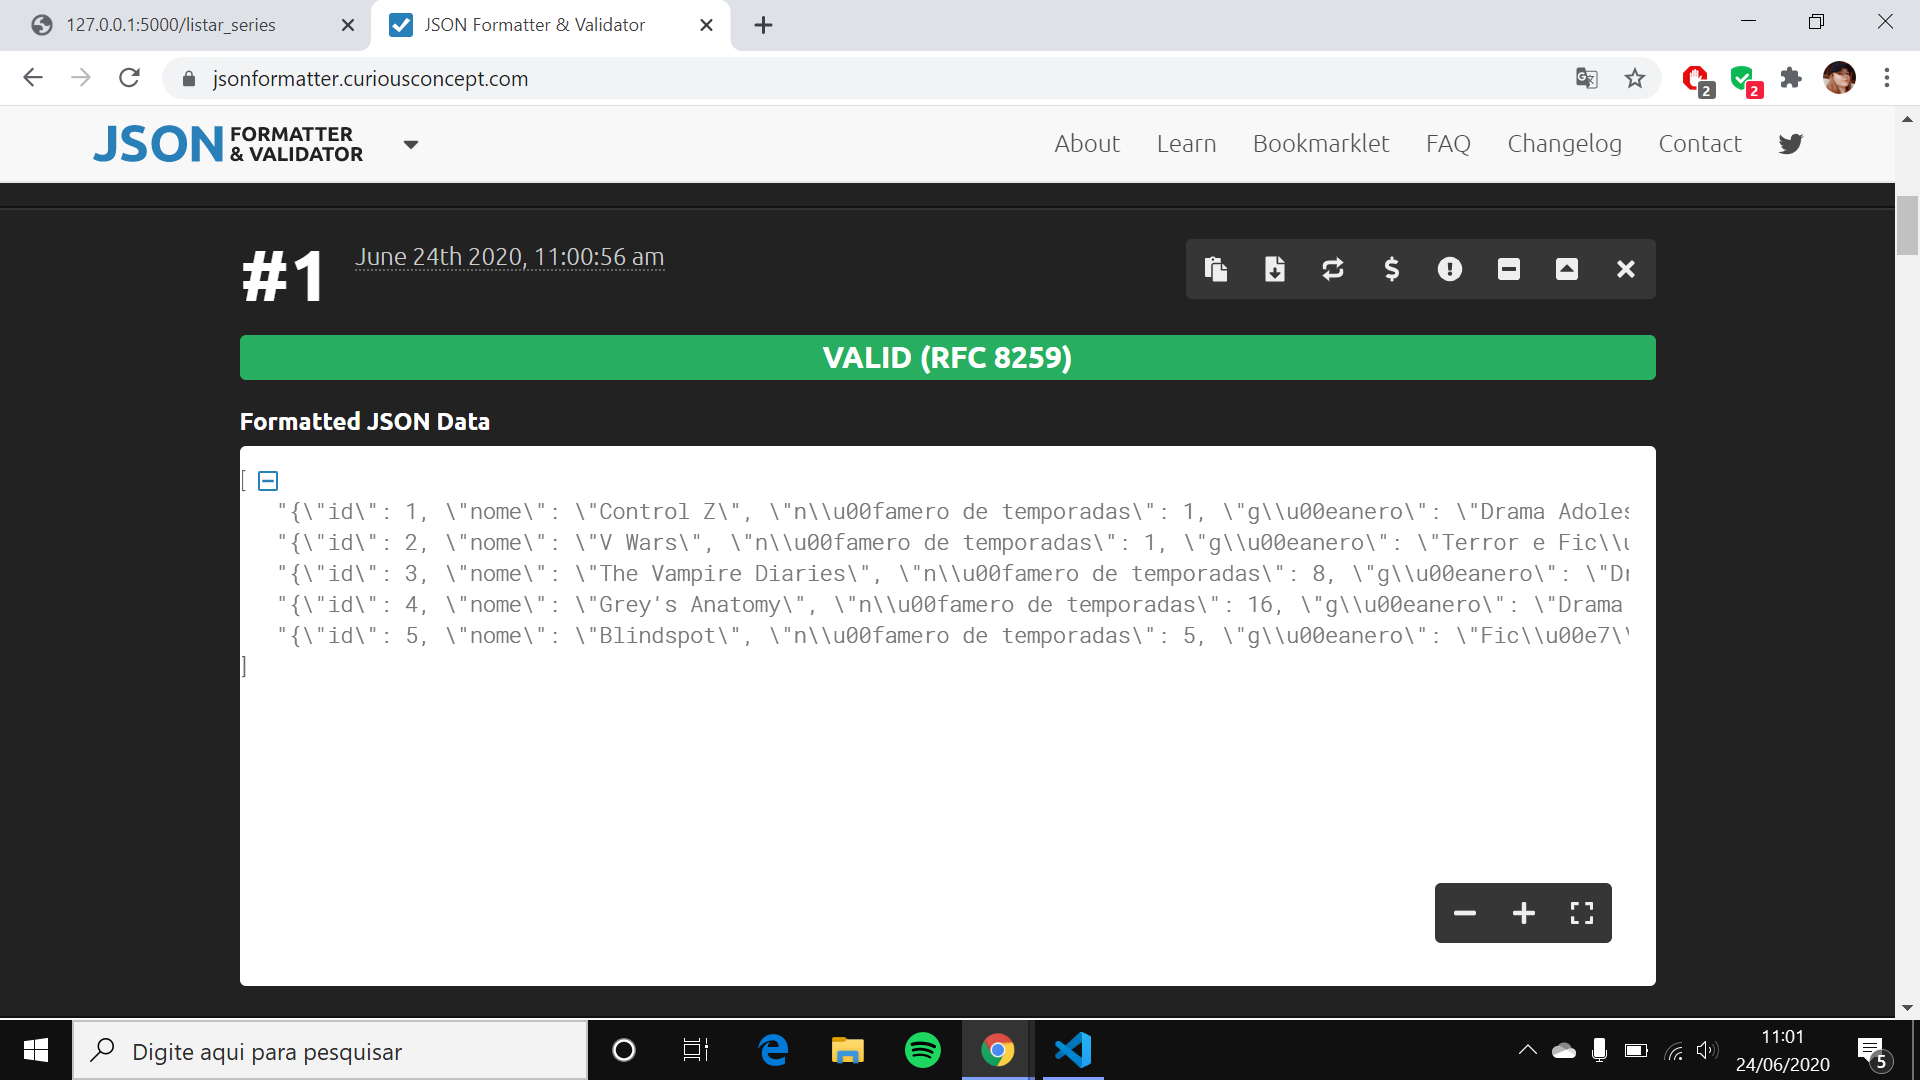 127.0.0.1:5000/listar_series
JSON Formatter & Validator
jsonformatter.curiousconcept.com
2
2
JSON FORMATTER & VALIDATOR
About Learn Bookmarklet FAQ Changelog Contact
#1 June 24th 2020, 11:00:56 am
VALID (RFC 8259)
Formatted JSON Data
[
"{\"id\": 1, \"nome\": \"Control Z\", \"n\\u00famero de temporadas\": 1, \"g\\u00eanero\": \"Drama Adoles
"{\"id\": 2, \"nome\": \"V Wars\", \"n\\u00famero de temporadas\": 1, \"g\\u00eanero\": \"Terror e Fic\\u
"{\"id\": 3, \"nome\": \"The Vampire Diaries\", \"n\\u00famero de temporadas\": 8, \"g\\u00eanero\": \"Dr
"{\"id\": 4, \"nome\": \"Grey's Anatomy\", \"n\\u00famero de temporadas\": 16, \"g\\u00eanero\": \"Drama
"{\"id\": 5, \"nome\": \"Blindspot\", \"n\\u00famero de temporadas\": 5, \"g\\u00eanero\": \"Fic\\u00e7\\
]
Digite aqui para pesquisar
11:01
24/06/2020
5